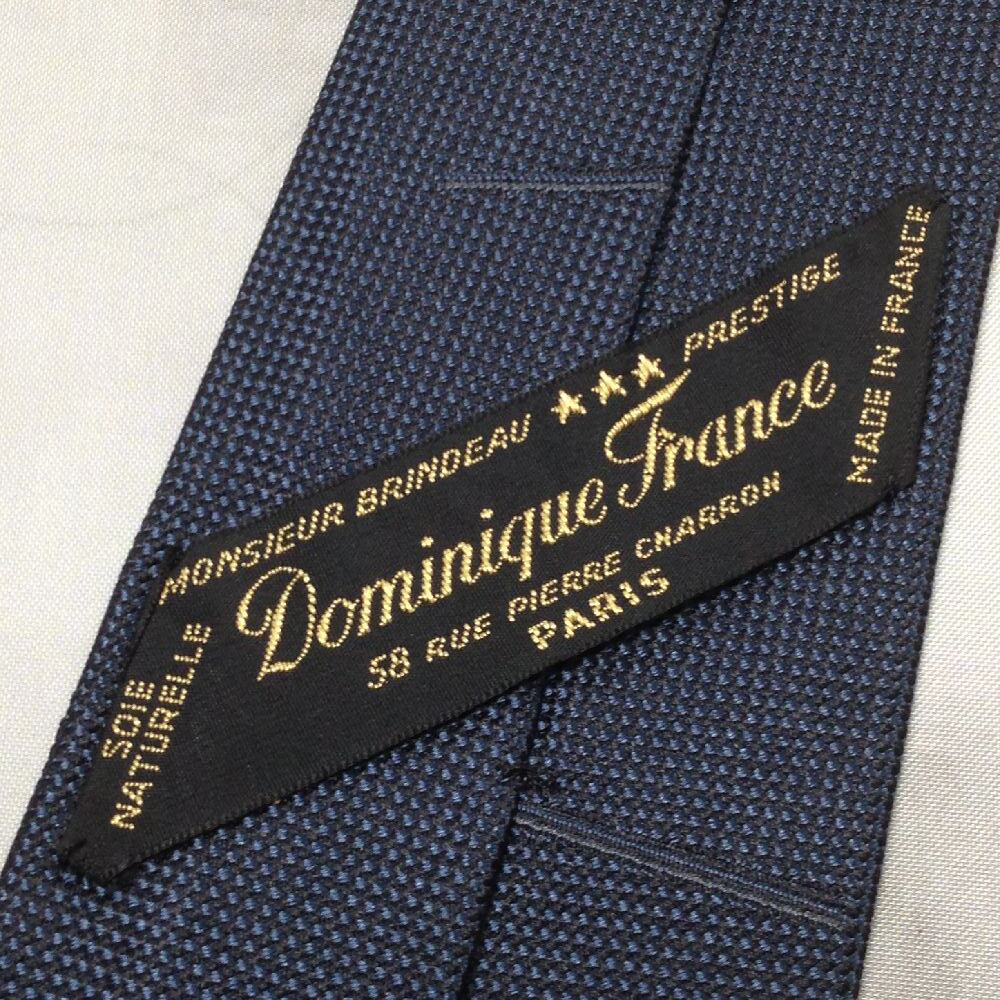 MONSIEUR BRINDEAU ★★★ PRESTIGE
Dominique France
58 RUE PIERRE CHARRON
PARIS
SOIE
NATURELLE
MADE IN FRANCE